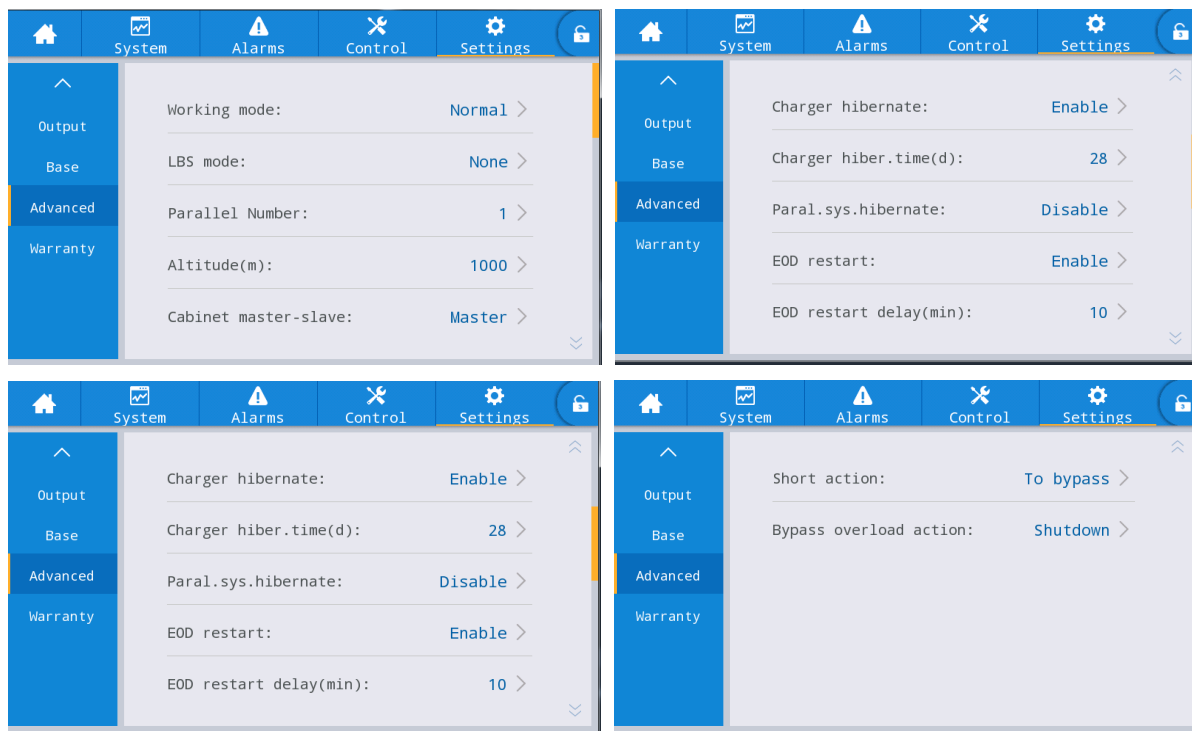 System Alarms Control Settings
Output
Base
Advanced
Warranty
Working mode: Normal
LBS mode: None
Parallel Number: 1
Altitude(m): 1000
Cabinet master-slave: Master
System Alarms Control Settings
Output
Base
Advanced
Warranty
Charger hibernate: Enable
Charger hiber.time(d): 28
Paral.sys.hibernate: Disable
EOD restart: Enable
EOD restart delay(min): 10
System Alarms Control Settings
Output
Base
Advanced
Warranty
Charger hibernate: Enable
Charger hiber.time(d): 28
Paral.sys.hibernate: Disable
EOD restart: Enable
EOD restart delay(min): 10
System Alarms Control Settings
Output
Base
Advanced
Warranty
Short action: To bypass
Bypass overload action: Shutdown